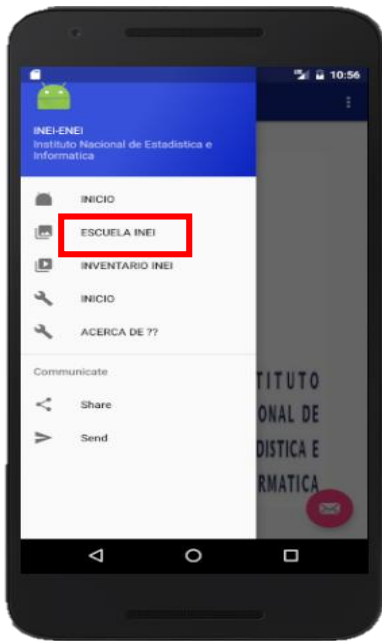 10:56
INEI-ENEI
Instituto Nacional de Estadistica e
Informatica
INICIO
ESCUELA INEI
INVENTARIO INEI
INICIO
ACERCA DE ??
Communicate
Share
Send
TITUTO
ONAL DE
DISTICA E
RMATICA